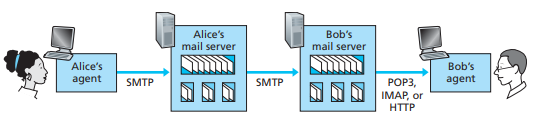 Alice's
agent
SMTP
Alice's
mail server
SMTP
Bob's
mail server
POP3,
IMAP, or
HTTP
Bob's
agent